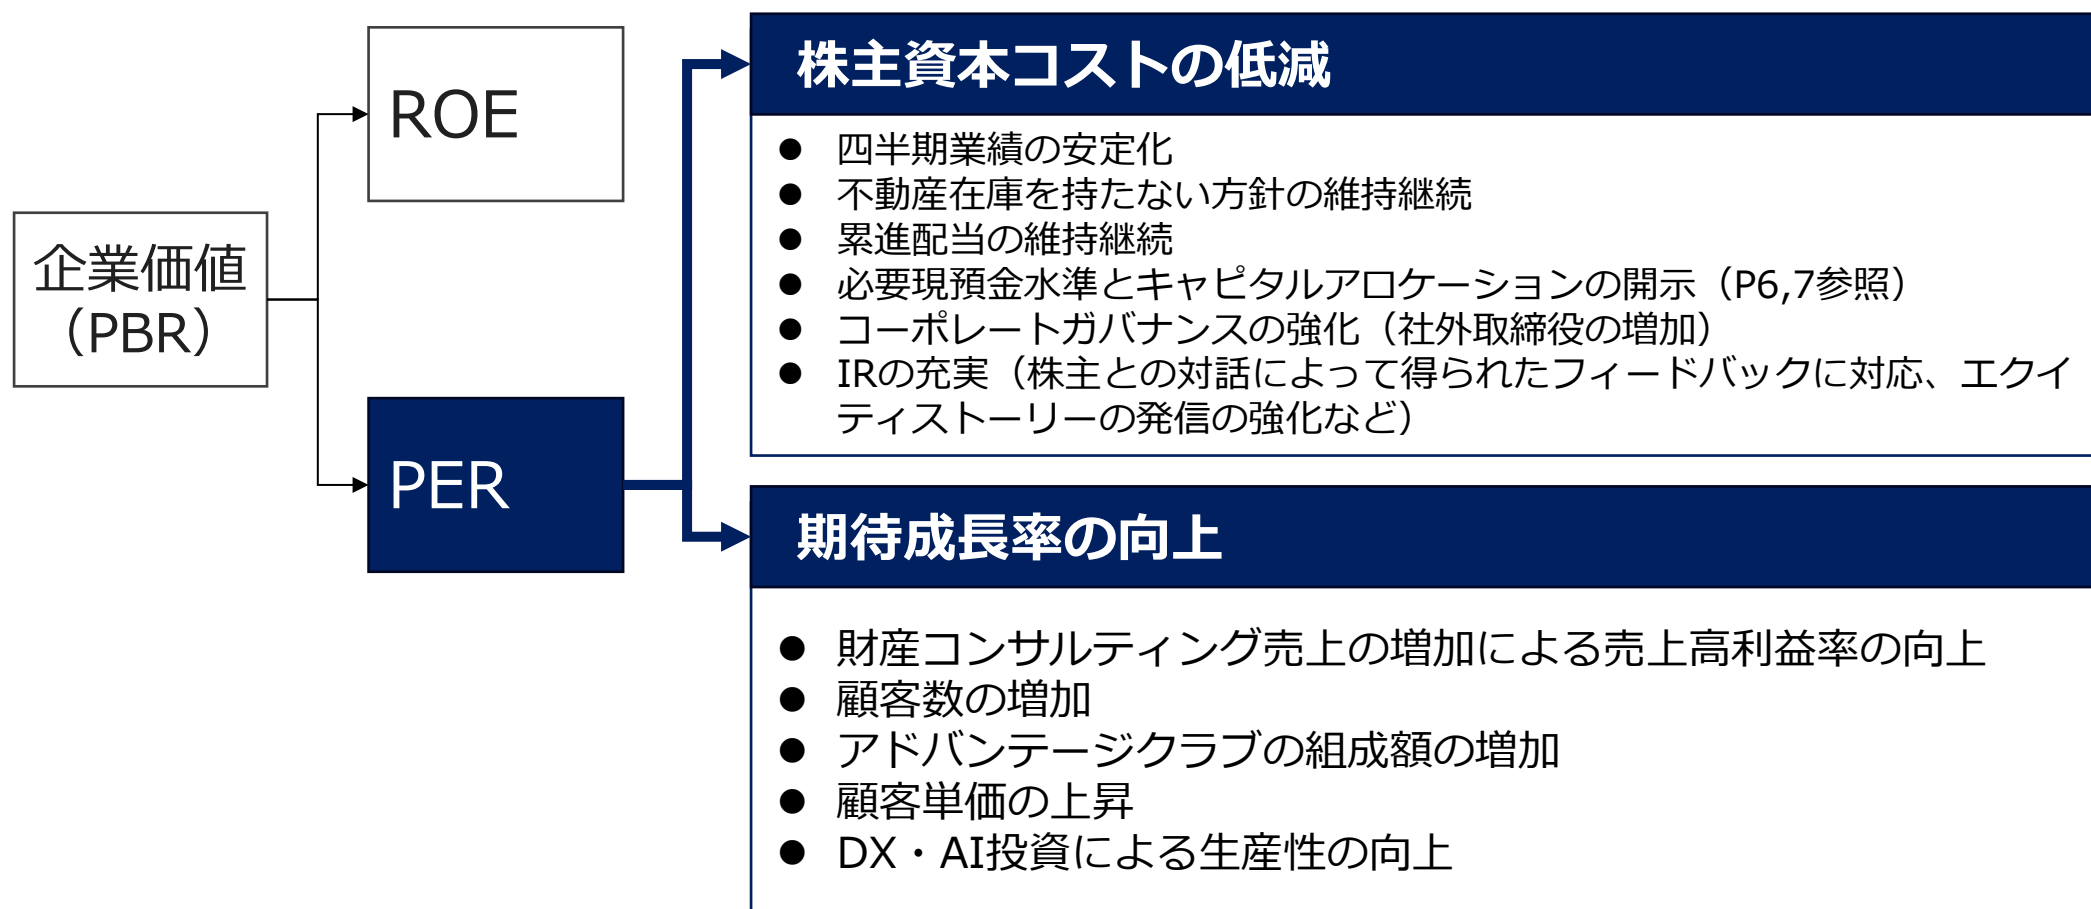 企業価値
（PBR）
ROE
PER
株主資本コストの低減
● 四半期業績の安定化
● 不動産在庫を持たない方針の維持継続
● 累進配当の維持継続
● 必要現預金水準とキャピタルアロケーションの開示（P6,7参照）
● コーポレートガバナンスの強化（社外取締役の増加）
● IRの充実（株主との対話によって得られたフィードバックに対応、エクイ
ティストーリーの発信の強化など）
期待成長率の向上
● 財産コンサルティング売上の増加による売上高利益率の向上
● 顧客数の増加
● アドバンテージクラブの組成額の増加
● 顧客単価の上昇
● DX・AI投資による生産性の向上